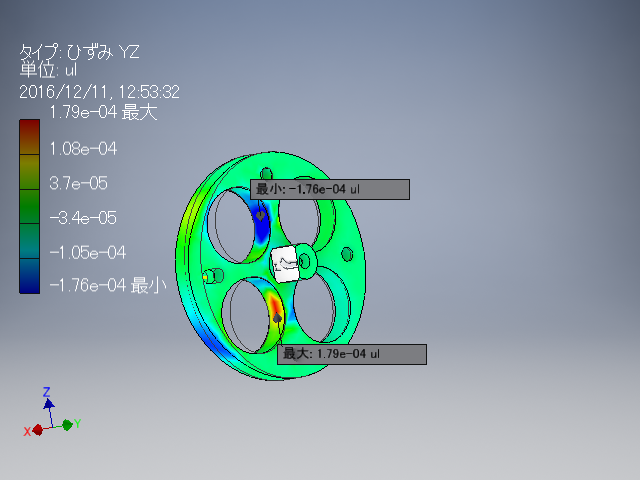 タイプ: ひずみ YZ
単位: ul
2016/12/11, 12:53:32
1.79e-04 最大
1.08e-04
3.7e-05
-3.4e-05
-1.05e-04
-1.76e-04 最小
最小: -1.76e-04 ul
最大: 1.79e-04 ul
Z
X
Y